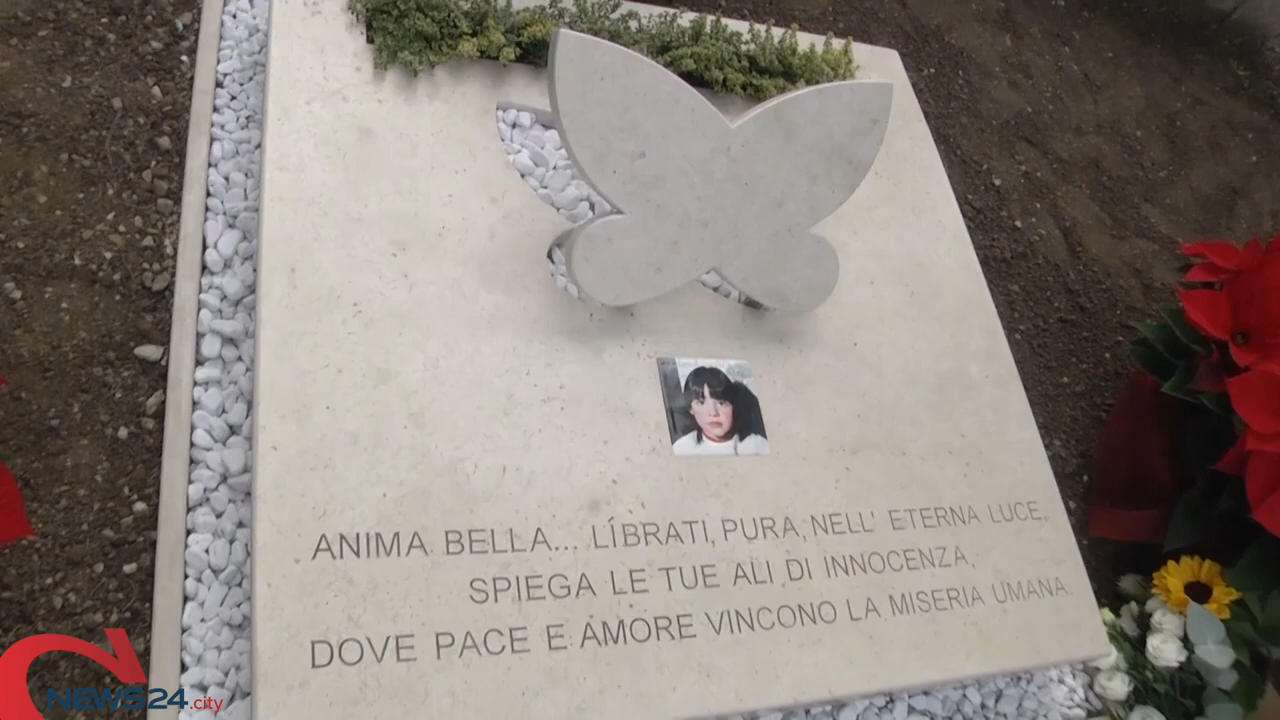 ANIMA BELLA... LÍBRATI, PURA, NELL' ETERNA LUCE,
SPIEGA LE TUE ALI DI INNOCENZA,
DOVE PACE E AMORE VINCONO LA MISERIA UMANA.
NEWS24.city